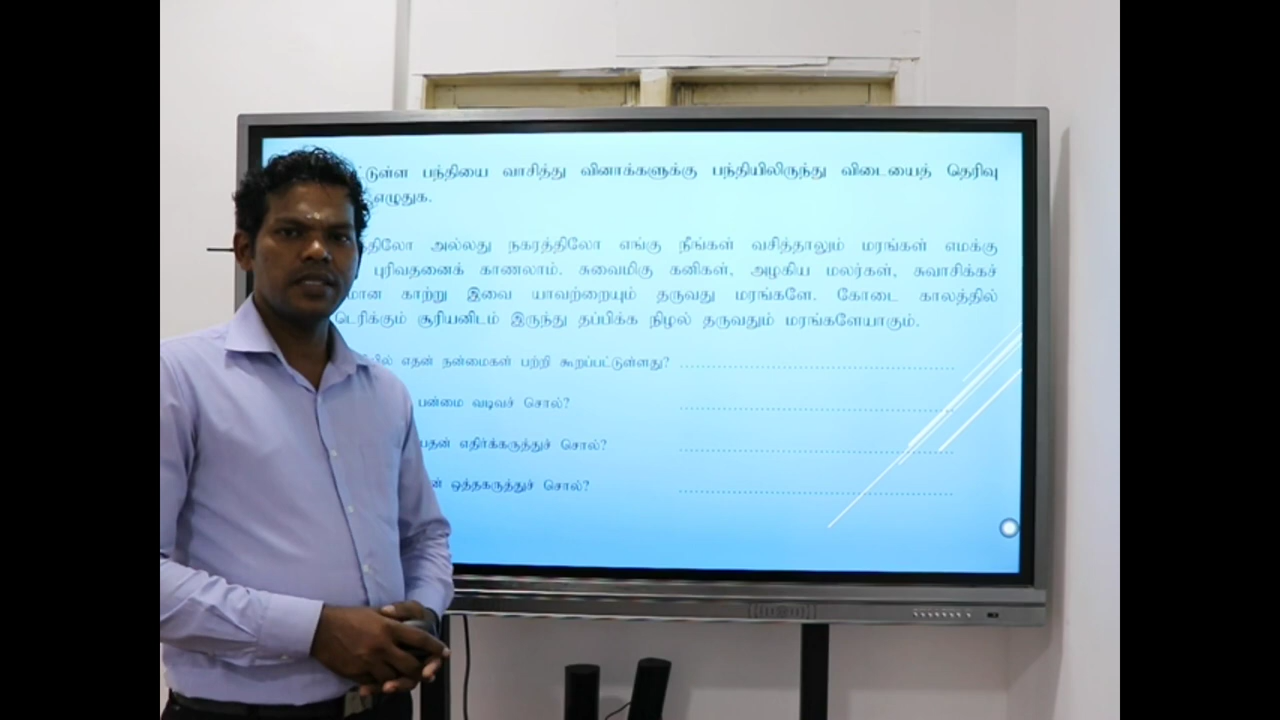 பந்தியை வாசித்து வினாக்களுக்கு பந்தியிலிருந்து விடையைத் தெரிவு
எழுதுக.
அல்லது நகரத்திலோ எங்கு நீங்கள் வசித்தாலும் மரங்கள் எமக்கு
புரிவதனைக் காணலாம். சுவைமிகு கனிகள், அழகிய மலர்கள், சுவாசிக்கச்
காற்று இவை யாவற்றையும் தருவது மரங்களே. கோடை காலத்தில்
சூரியனிடம் இருந்து தப்பிக்க நிழல் தருவதும் மரங்களேயாகும்.
எதன் நன்மைகள் பற்றி கூறப்பட்டுள்ளது? ........................................
பன்மை வடிவச் சொல்? ........................................
எதிர்க்கருத்துச் சொல்? ........................................
ஒத்தகருத்துச் சொல்? ........................................